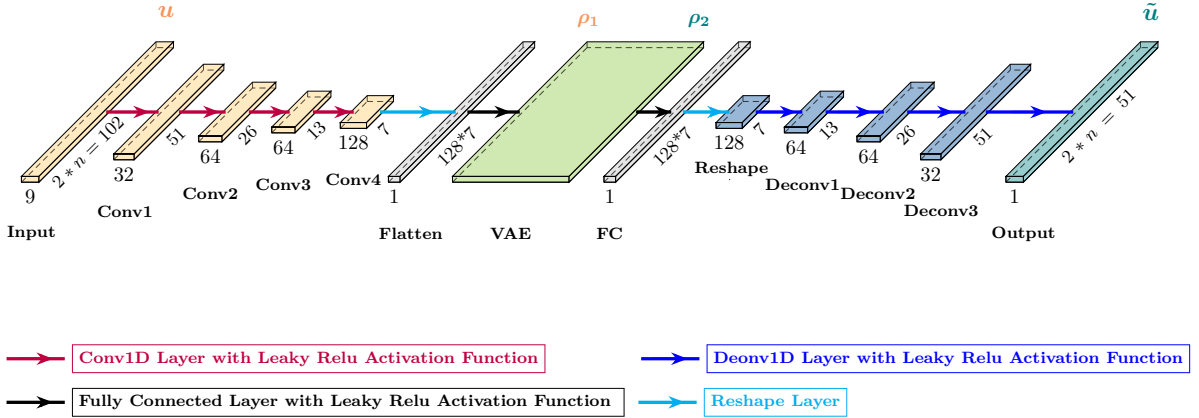 u
ρ₁
ρ₂
ũ
9
2 * n = 102
32
51
64
26
64
13
128
7
1
128*7
1
128*7
128
7
64
13
64
26
32
51
1
2 * n = 51
Input
Conv1
Conv2
Conv3
Conv4
Flatten
VAE
FC
Reshape
Deconv1
Deconv2
Deconv3
Output
Conv1D Layer with Leaky Relu Activation Function
Deonv1D Layer with Leaky Relu Activation Function
Fully Connected Layer with Leaky Relu Activation Function
Reshape Layer